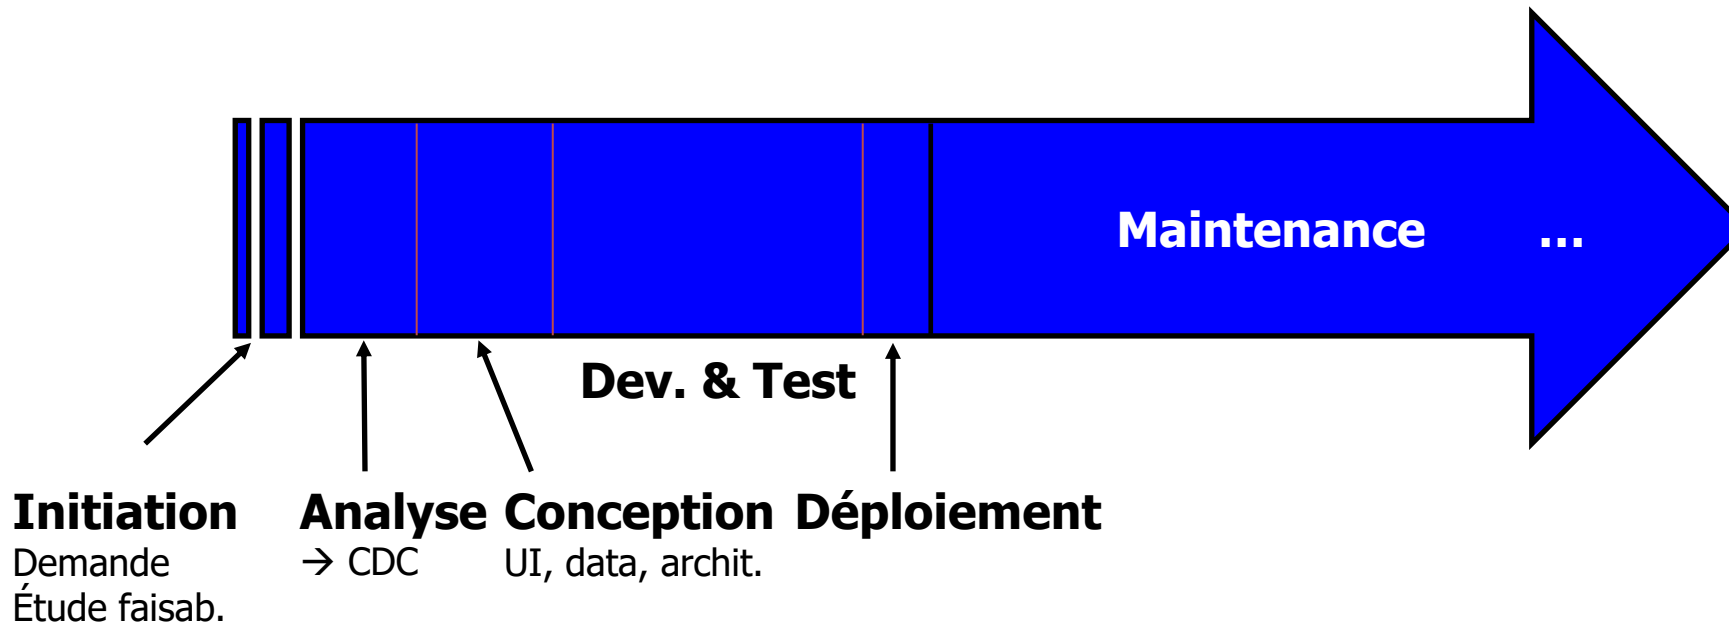 Maintenance ...
Dev. & Test
Initiation
Demande
Étude faisab.
Analyse
→ CDC
Conception
UI, data, archit.
Déploiement